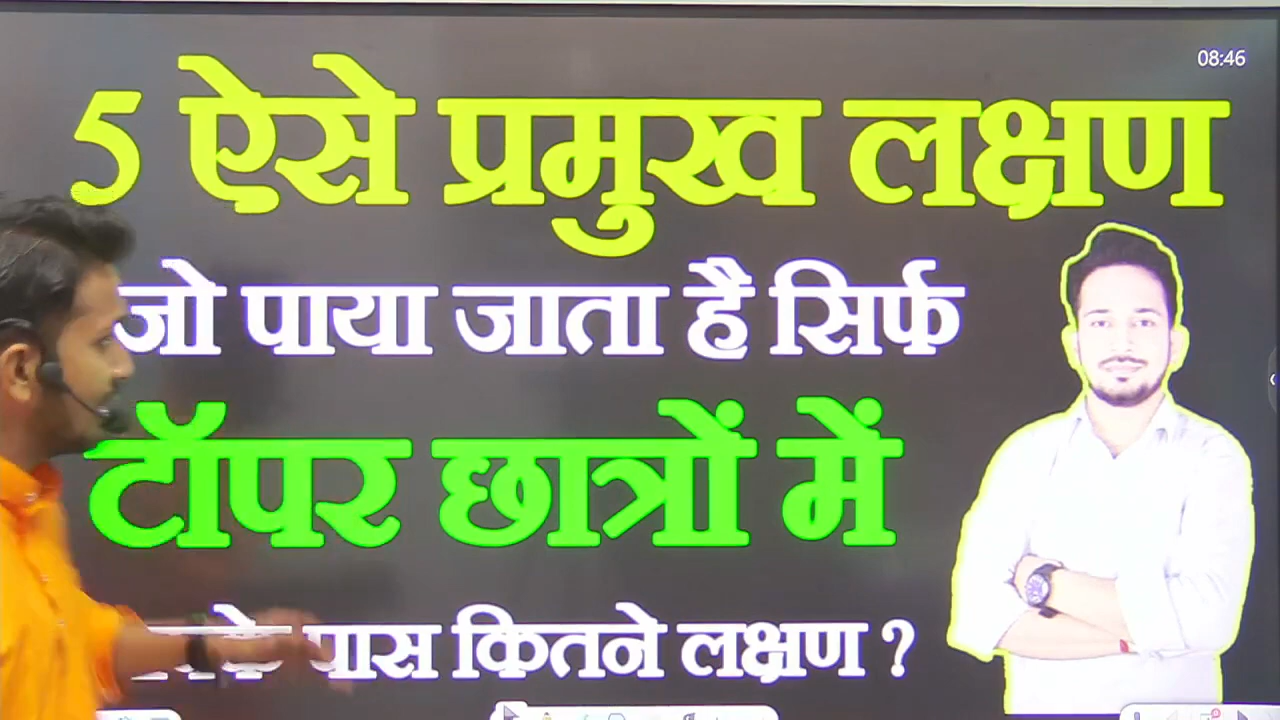 08:46
5 ऐसे प्रमुख लक्षण
जो पाया जाता है सिर्फ
टॉपर छात्रों में
पास कितने लक्षण ?